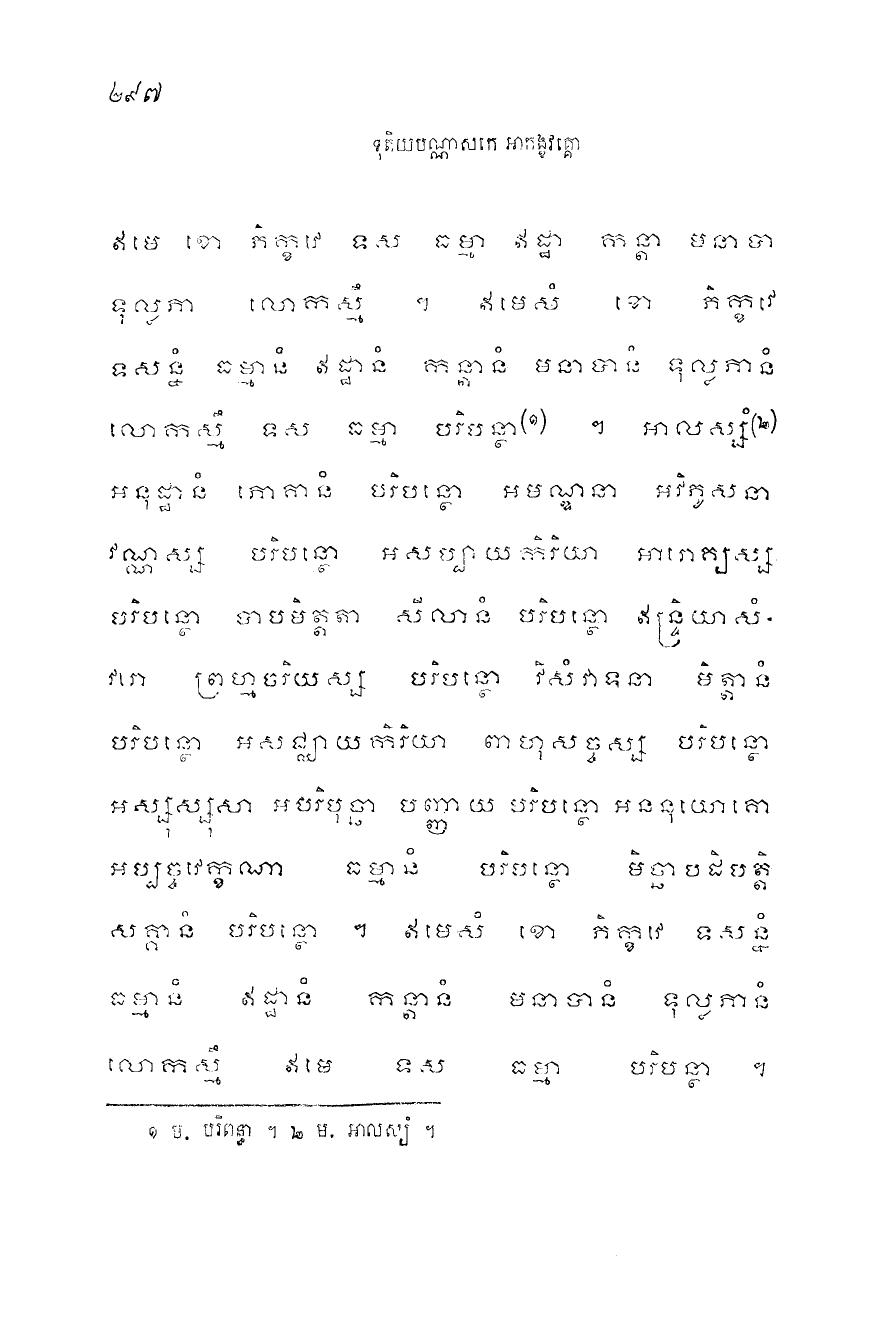 ២៩៧
ទុតិយបណ្ណាសកេ អាកង្ខវគ្គោ
ឥមេ ខោ ភិក្ខវេ ទស ធម្មា ឥដ្ឋា កន្តា មនាបា
ទុល្លភា លោកស្មឹ ។ ឥមេសំ ខោ ភិក្ខវេ
ទសន្នំ ធម្មានំ ឥដ្ឋានំ កន្តានំ មនាបានំ ទុល្លភានំ
លោកស្មឹ ទស ធម្មា បរិបន្ថា(១) ។ អាលស្សំ(២)
អនុដ្ឋានំ ភោគានំ បរិបន្ថោ អមណ្ឌនា អវិភូសនា
វណ្ណស្ស បរិបន្ថោ អសប្បាយកិរិយា អារោគ្យស្ស
បរិបន្ថោ បាបមិត្តតា សីលានំ បរិបន្ថោ ឥន្ទ្រិយាសំ-
វរោ ព្រហ្មចរិយស្ស បរិបន្ថោ វិសំវាទនា មិត្តានំ
បរិបន្ថោ អសជ្ឈាយកិរិយា ពាហុសច្ចស្ស បរិបន្ថោ
អស្សុស្សុសា អបរិបុច្ឆា បញ្ញាយ បរិបន្ថោ អននុយោគោ
អប្បច្ចវេក្ខណា ធម្មានំ បរិបន្ថោ មិច្ឆាបដិបត្តិ
សគ្គានំ បរិបន្ថោ ។ ឥមេសំ ខោ ភិក្ខវេ ទសន្នំ
ធម្មានំ ឥដ្ឋានំ កន្តានំ មនាបានំ ទុល្លភានំ
លោកស្មឹ ឥមេ ទស ធម្មា បរិបន្ថា ។
១ ម. បរិពន្ធា ។ ២ ម. អាលស្យំ ។